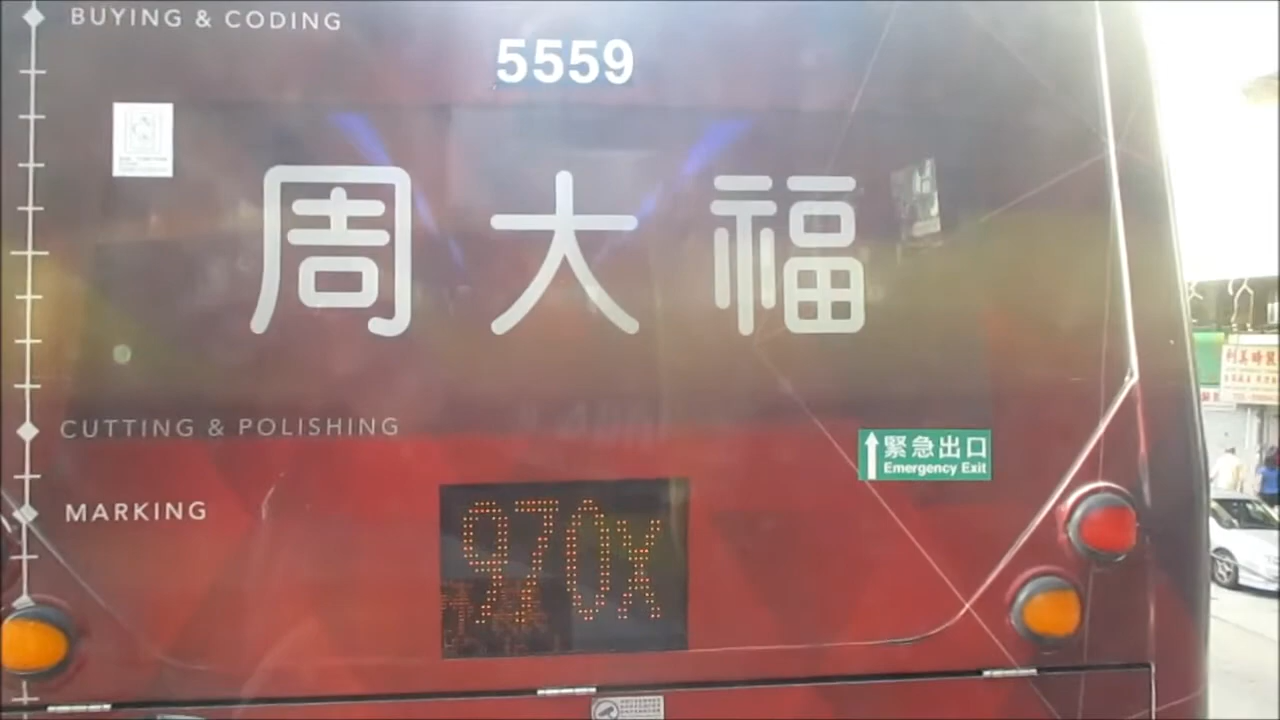 BUYING & CODING
5559
周大福
CUTTING & POLISHING
緊急出口
Emergency Exit
MARKING
970X